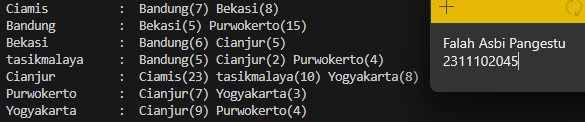 Ciamis : Bandung(7) Bekasi(8)
Bandung : Bekasi(5) Purwokerto(15)
Bekasi : Bandung(6) Cianjur(5)
tasikmalaya : Bandung(5) Cianjur(2) Purwokerto(4)
Cianjur : Ciamis(23) tasikmalaya(10) Yogyakarta(8)
Purwokerto : Cianjur(7) Yogyakarta(3)
Yogyakarta : Cianjur(9) Purwokerto(4)
Falah Asbi Pangestu
2311102045